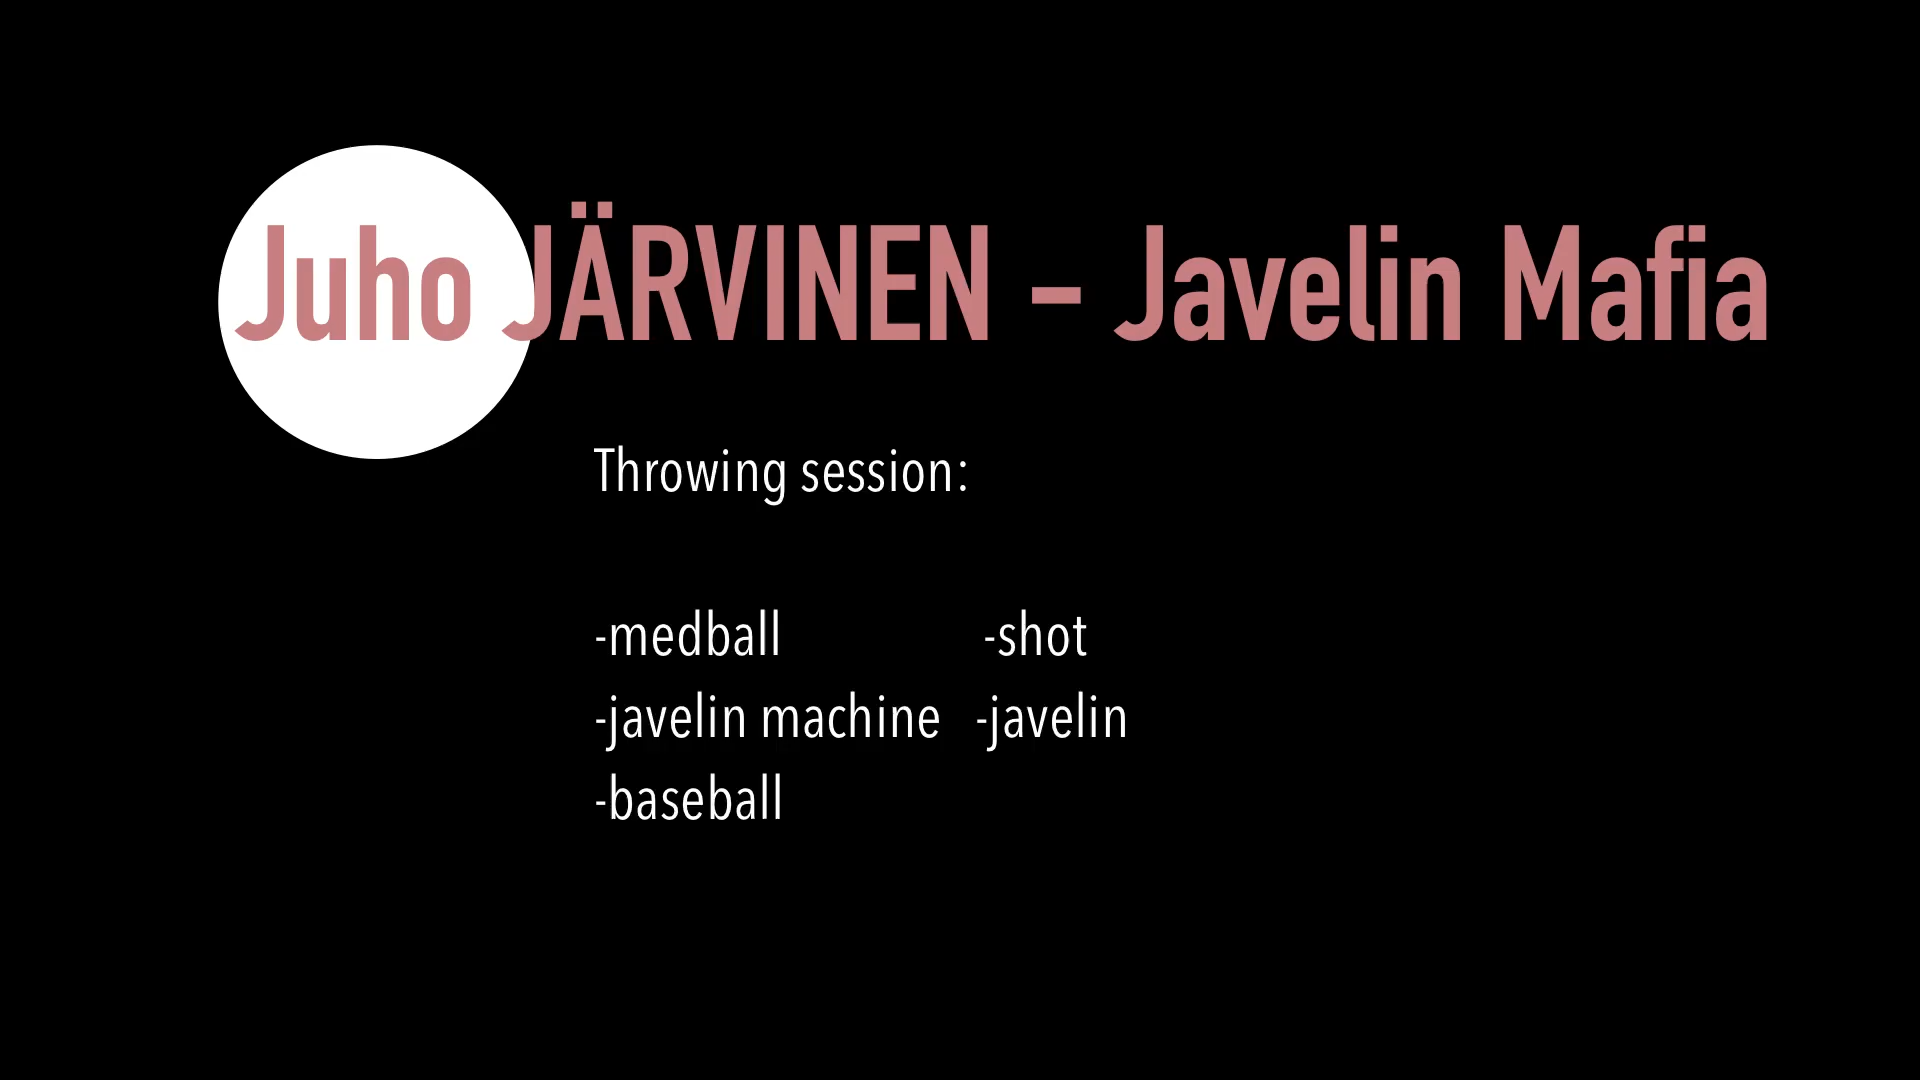 Juho JÄRVINEN – Javelin Mafia
Throwing session:
-medball -shot
-javelin machine -javelin
-baseball